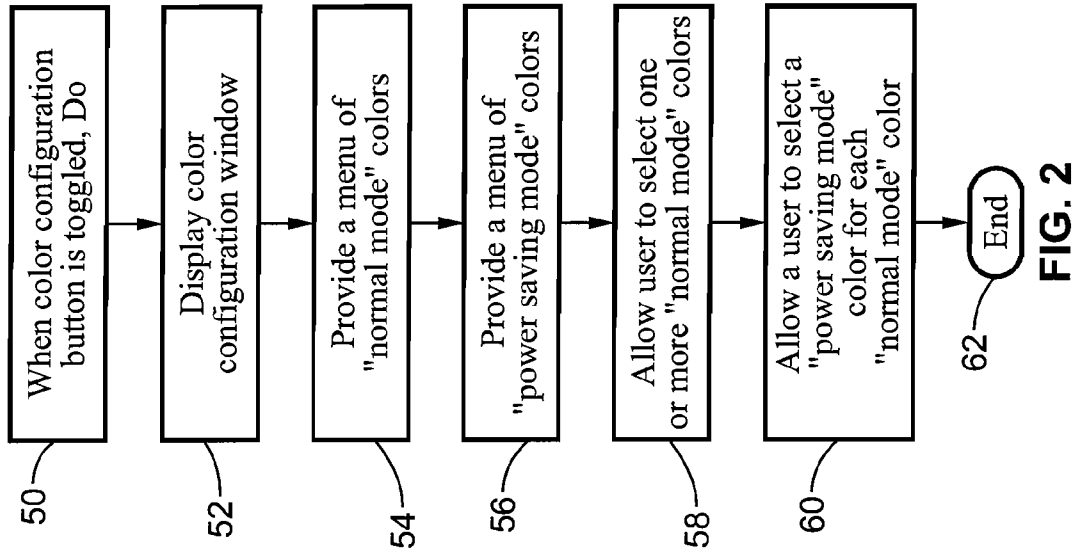 50
When color configuration
button is toggled, Do
52
Display color
configuration window
54
Provide a menu of
"normal mode" colors
56
Provide a menu of
"power saving mode" colors
58
Allow user to select one
or more "normal mode" colors
60
Allow a user to select a
"power saving mode"
color for each
"normal mode" color
62
End
FIG. 2